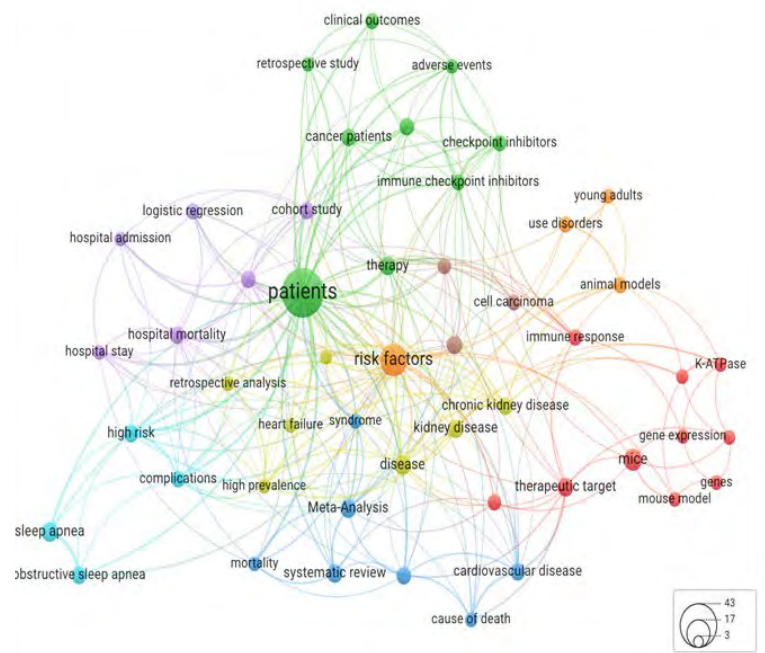 clinical outcomes
retrospective study
adverse events
cancer patients
checkpoint inhibitors
immune checkpoint inhibitors
young adults
logistic regression
cohort study
use disorders
hospital admission
therapy
patients
animal models
cell carcinoma
hospital mortality
immune response
hospital stay
risk factors
K-ATPase
retrospective analysis
chronic kidney disease
heart failure
syndrome
kidney disease
high risk
gene expression
disease
mice
complications
high prevalence
therapeutic target
genes
mouse model
Meta-Analysis
sleep apnea
mortality
systematic review
cardiovascular disease
obstructive sleep apnea
cause of death
43
17
3